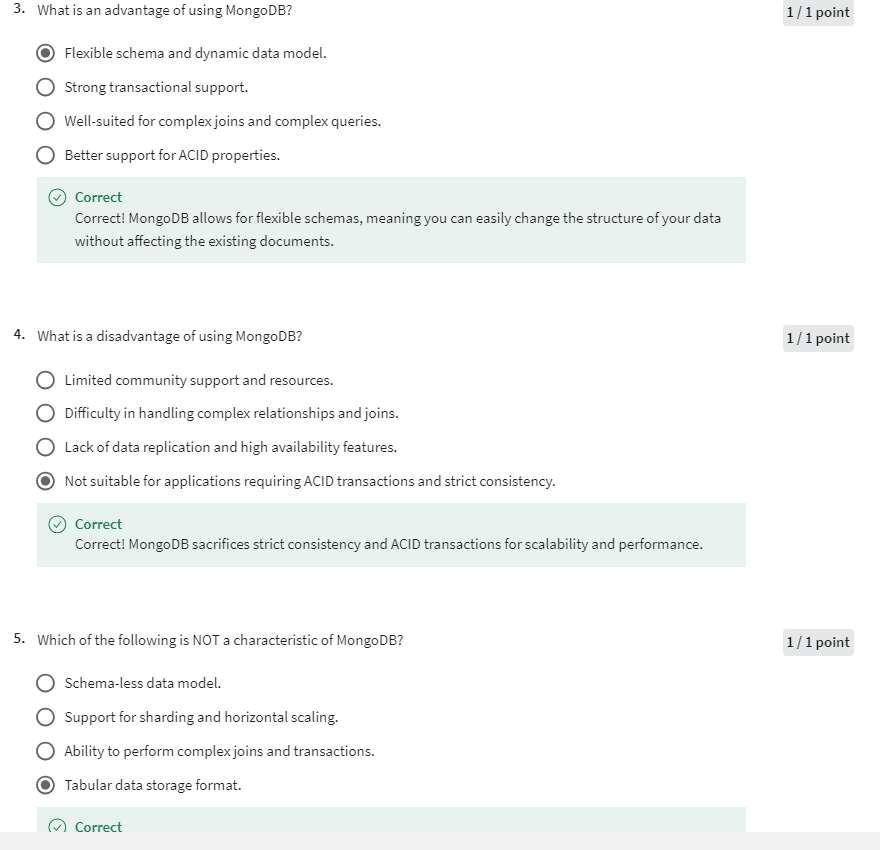 3. What is an advantage of using MongoDB?
1 / 1 point
Flexible schema and dynamic data model.
Strong transactional support.
Well-suited for complex joins and complex queries.
Better support for ACID properties.
Correct
Correct! MongoDB allows for flexible schemas, meaning you can easily change the structure of your data
without affecting the existing documents.
4. What is a disadvantage of using MongoDB?
1 / 1 point
Limited community support and resources.
Difficulty in handling complex relationships and joins.
Lack of data replication and high availability features.
Not suitable for applications requiring ACID transactions and strict consistency.
Correct
Correct! MongoDB sacrifices strict consistency and ACID transactions for scalability and performance.
5. Which of the following is NOT a characteristic of MongoDB?
1 / 1 point
Schema-less data model.
Support for sharding and horizontal scaling.
Ability to perform complex joins and transactions.
Tabular data storage format.
Correct